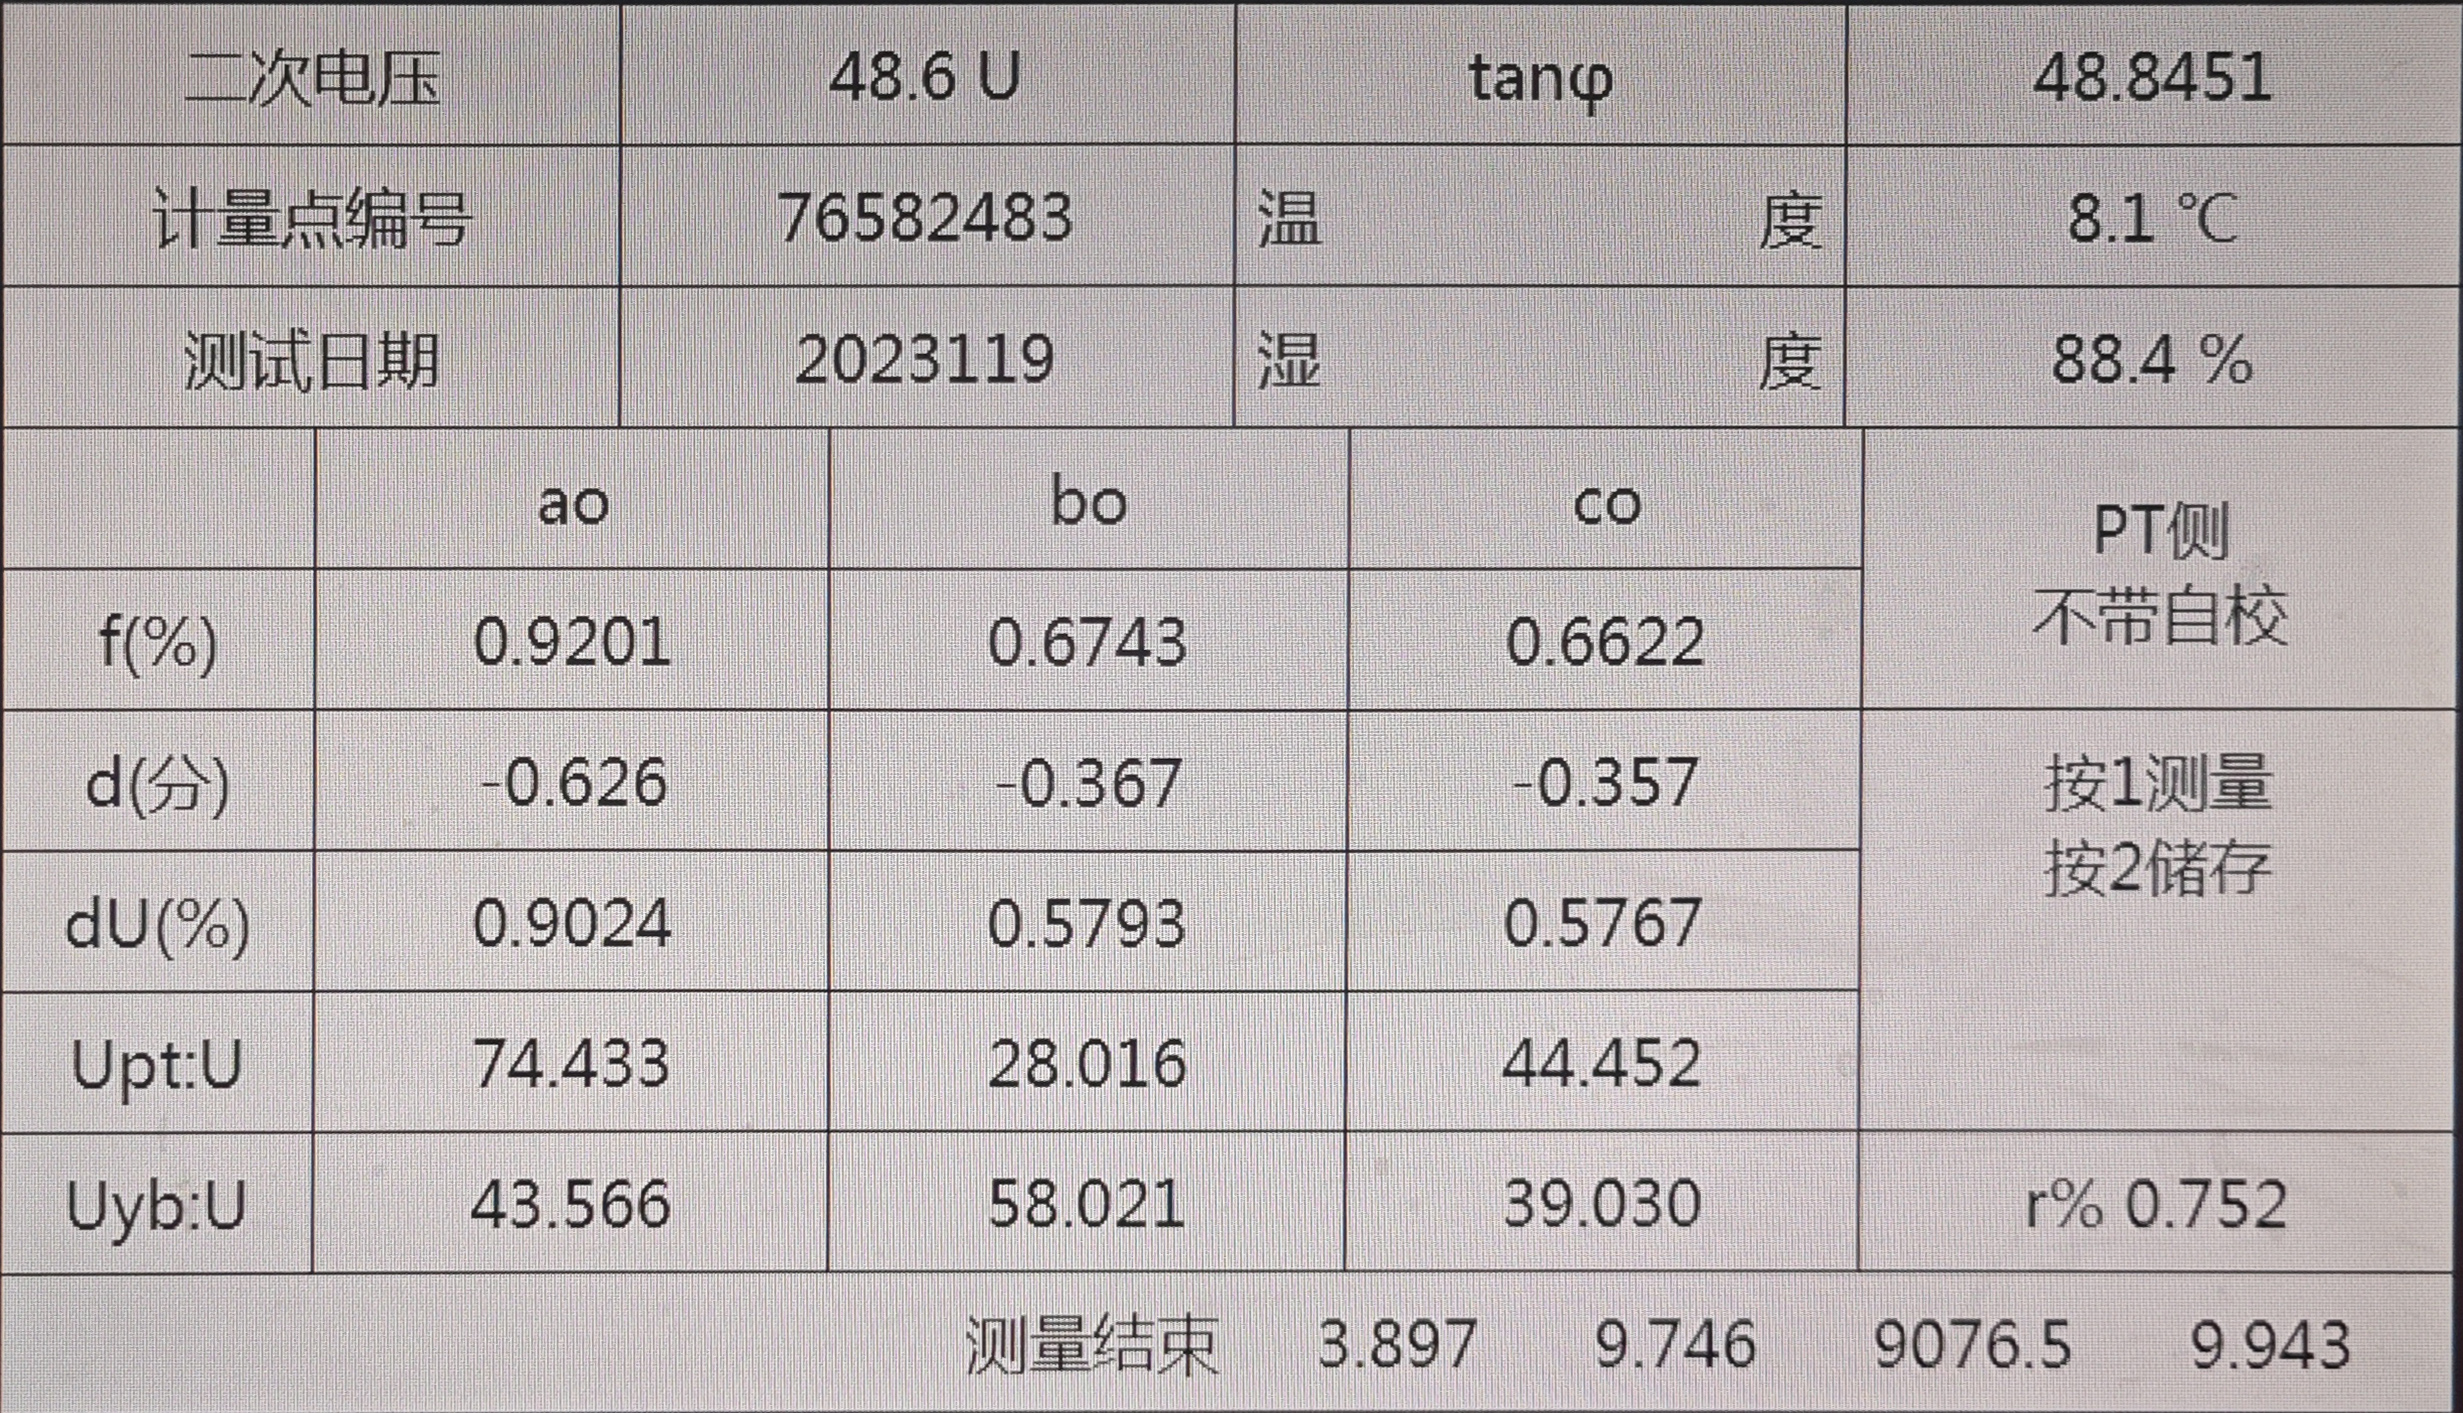 二次电压 48.6 U tanφ 48.8451
计量点编号 76582483 温度 8.1 ℃
测试日期 2023119 湿度 88.4 %
ao bo co PT侧
不带自校
f(%) 0.9201 0.6743 0.6622
d(分) -0.626 -0.367 -0.357 按1测量
按2储存
dU(%) 0.9024 0.5793 0.5767
Upt:U 74.433 28.016 44.452
Uyb:U 43.566 58.021 39.030 r% 0.752
测量结束 3.897 9.746 9076.5 9.943